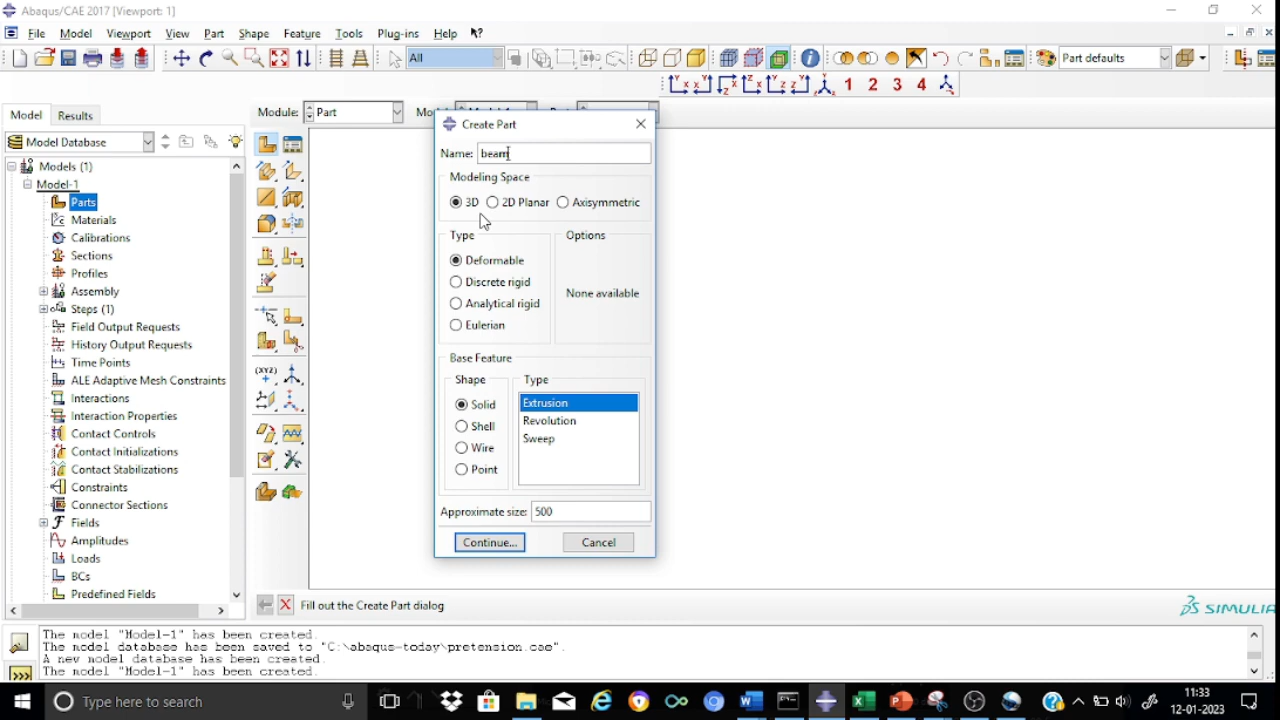 Abaqus/CAE 2017 [Viewport: 1]
File Model Viewport View Part Shape Feature Tools Plug-ins Help
All
Part defaults
1 2 3 4
Model Results
Module: Part
Model Database
Models (1)
Model-1
Parts
Materials
Calibrations
Sections
Profiles
Assembly
Steps (1)
Field Output Requests
History Output Requests
Time Points
ALE Adaptive Mesh Constraints
Interactions
Interaction Properties
Contact Controls
Contact Initializations
Contact Stabilizations
Constraints
Connector Sections
Fields
Amplitudes
Loads
BCs
Predefined Fields
(XYZ)
Create Part
Name: beam
Modeling Space
3D 2D Planar Axisymmetric
Type
Deformable
Discrete rigid
Analytical rigid
Eulerian
Options
None available
Base Feature
Shape
Solid
Shell
Wire
Point
Type
Extrusion
Revolution
Sweep
Approximate size: 500
Continue... Cancel
Fill out the Create Part dialog
SIMULIA
The model "Model-1" has been created.
The model database has been saved to "C:\abaqus-today\pretension.cae".
A new model database has been created.
The model "Model-1" has been created.
>>>
Type here to search
11:33
12-01-2023